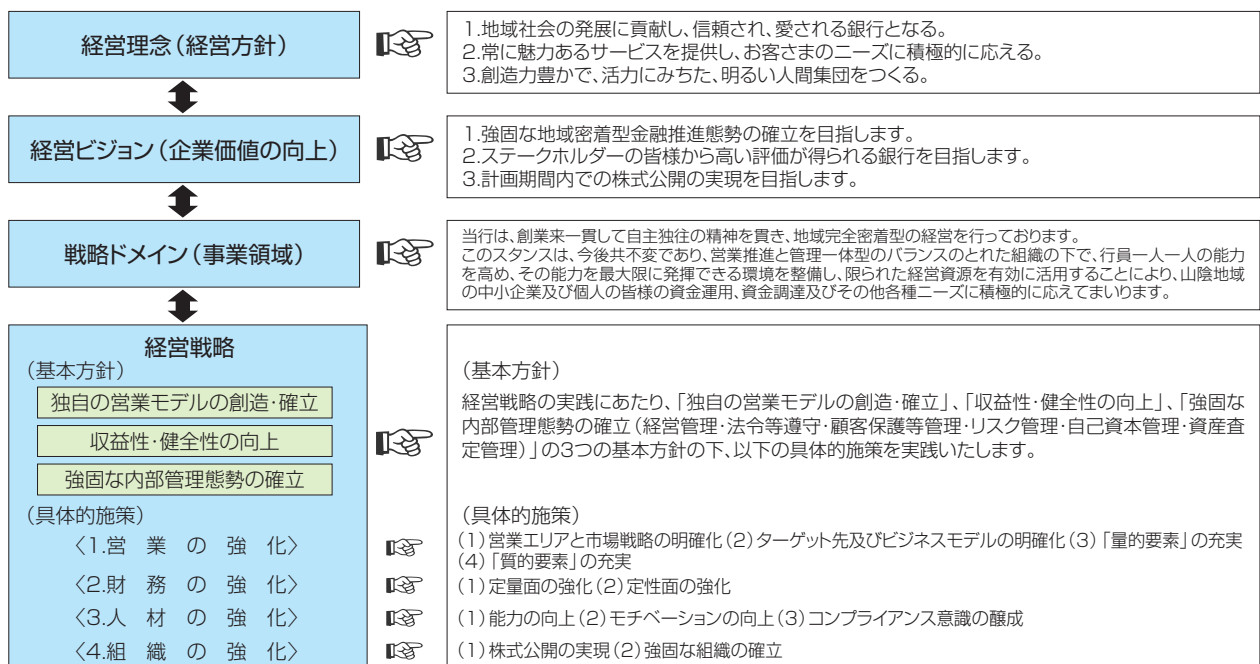 経営理念(経営方針)
1.地域社会の発展に貢献し、信頼され、愛される銀行となる。
2.常に魅力あるサービスを提供し、お客さまのニーズに積極的に応える。
3.創造力豊かで、活力にみちた、明るい人間集団をつくる。
経営ビジョン(企業価値の向上)
1.強固な地域密着型金融推進態勢の確立を目指します。
2.ステークホルダーの皆様から高い評価が得られる銀行を目指します。
3.計画期間内での株式公開の実現を目指します。
戦略ドメイン(事業領域)
当行は、創業来一貫して自主独往の精神を貫き、地域完全密着型の経営を行っております。
このスタンスは、今後共不変であり、営業推進と管理一体型のバランスのとれた組織の下で、行員一人一人の能力
を高め、その能力を最大限に発揮できる環境を整備し、限られた経営資源を有効に活用することにより、山陰地域
の中小企業及び個人の皆様の資金運用、資金調達及びその他各種ニーズに積極的に応えてまいります。
経営戦略
(基本方針)
独自の営業モデルの創造・確立
収益性・健全性の向上
強固な内部管理態勢の確立
(基本方針)
経営戦略の実践にあたり、「独自の営業モデルの創造・確立」、「収益性・健全性の向上」、「強固な
内部管理態勢の確立(経営管理・法令等遵守・顧客保護等管理・リスク管理・自己資本管理・資産査
定管理)」の3つの基本方針の下、以下の具体的施策を実践いたします。
(具体的施策)
(具体的施策)
〈1.営業の強化〉
(1)営業エリアと市場戦略の明確化(2)ターゲット先及びビジネスモデルの明確化(3)「量的要素」の充実
(4)「質的要素」の充実
〈2.財務の強化〉
(1)定量面の強化(2)定性面の強化
〈3.人材の強化〉
(1)能力の向上(2)モチベーションの向上(3)コンプライアンス意識の醸成
〈4.組織の強化〉
(1)株式公開の実現(2)強固な組織の確立